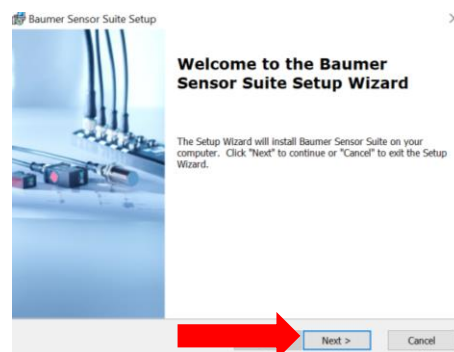 Baumer Sensor Suite Setup
Welcome to the Baumer
Sensor Suite Setup Wizard
The Setup Wizard will install Baumer Sensor Suite on your
computer. Click "Next" to continue or "Cancel" to exit the Setup
Wizard.
Next >
Cancel